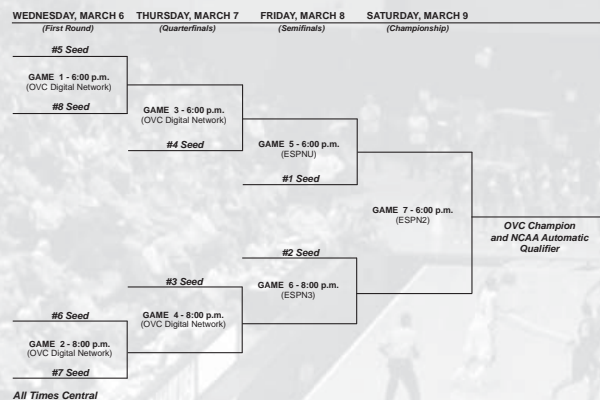 WEDNESDAY, MARCH 6
(First Round)
THURSDAY, MARCH 7
(Quarterfinals)
FRIDAY, MARCH 8
(Semifinals)
SATURDAY, MARCH 9
(Championship)
#5 Seed
GAME 1 - 6:00 p.m.
(OVC Digital Network)
#8 Seed
GAME 3 - 6:00 p.m.
(OVC Digital Network)
#4 Seed
GAME 5 - 6:00 p.m.
(ESPNU)
#1 Seed
GAME 7 - 6:00 p.m.
(ESPN2)
OVC Champion
and NCAA Automatic
Qualifier
#2 Seed
GAME 6 - 8:00 p.m.
(ESPN3)
#3 Seed
GAME 4 - 8:00 p.m.
(OVC Digital Network)
#6 Seed
GAME 2 - 8:00 p.m.
(OVC Digital Network)
#7 Seed
All Times Central